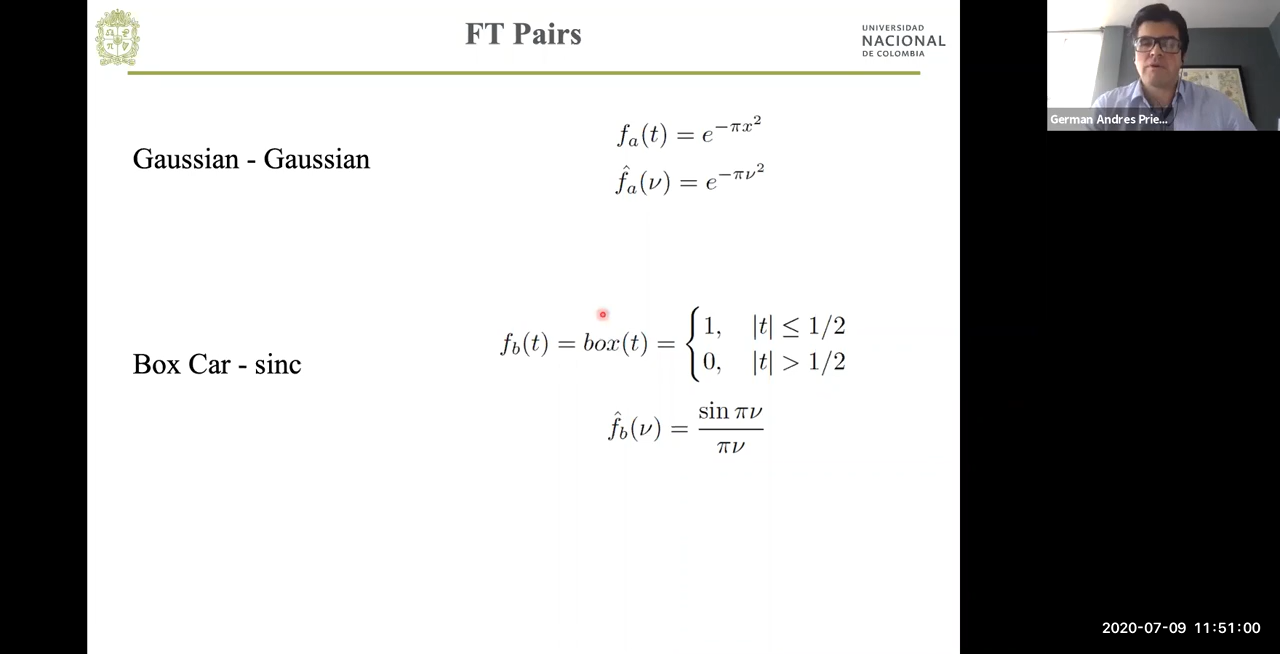 FT Pairs
UNIVERSIDAD
NACIONAL
DE COLOMBIA
German Andres Prie...
Gaussian - Gaussian
f_a(t) = e^{-πx^2}
\hat{f}_a(ν) = e^{-πν^2}
Box Car - sinc
f_b(t) = box(t) = { 1, |t| ≤ 1/2
0, |t| > 1/2
\hat{f}_b(ν) = \frac{sin πν}{πν}
2020-07-09 11:51:00